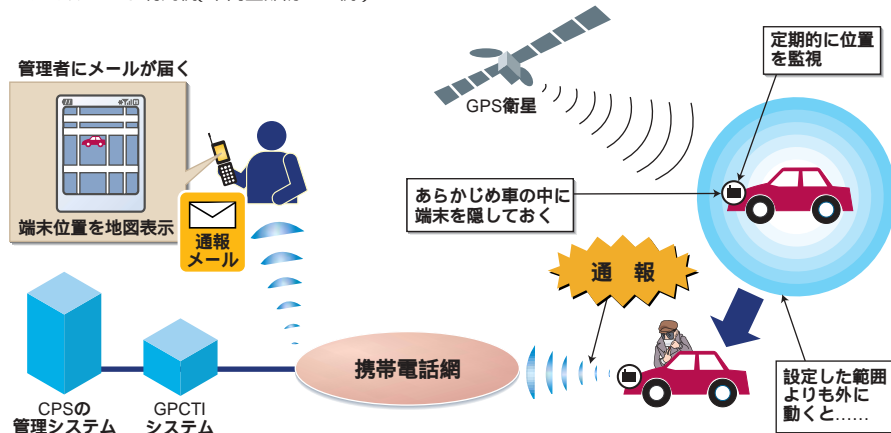 管理者にメールが届く
端末位置を地図表示
通報
メール
GPS衛星
定期的に位置
を監視
あらかじめ車の中に
端末を隠しておく
通 報
携帯電話網
設定した範囲
よりも外に
動くと……
CPSの
管理システム
GPCTI
システム